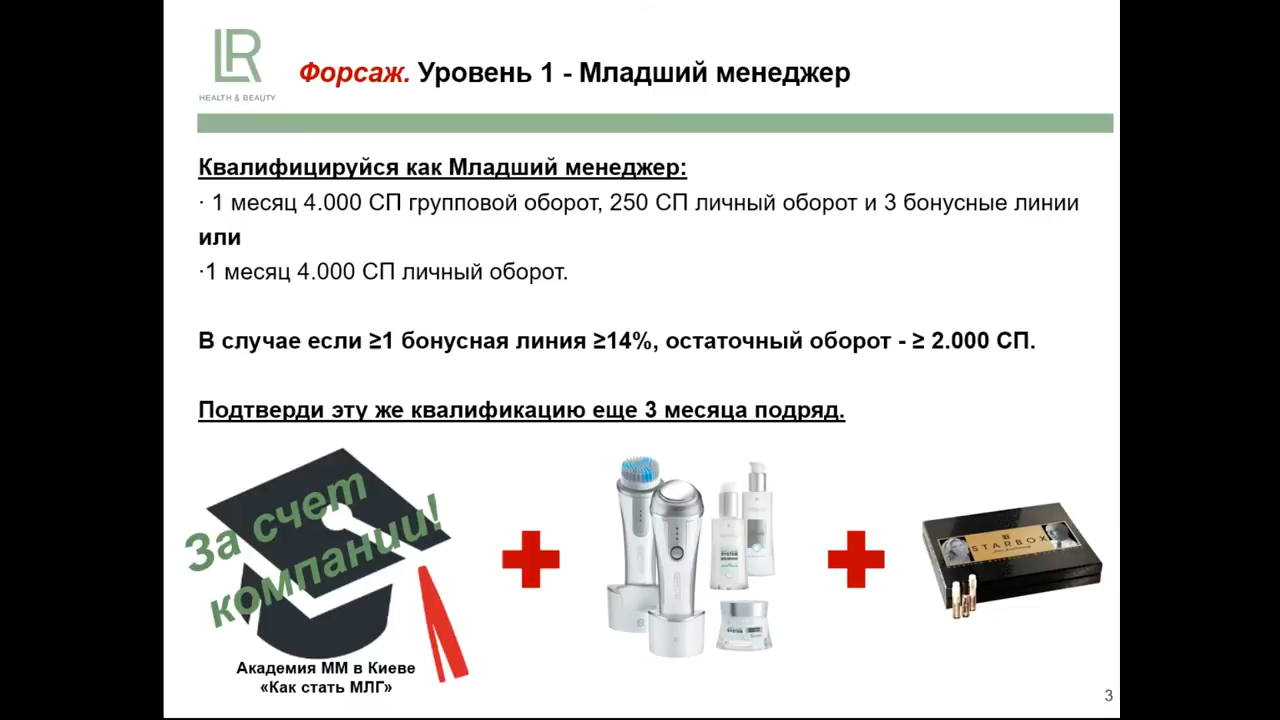 LR
HEALTH & BEAUTY
Форсаж. Уровень 1 - Младший менеджер
Квалифицируйся как Младший менеджер:
· 1 месяц 4.000 СП групповой оборот, 250 СП личный оборот и 3 бонусные линии
или
·1 месяц 4.000 СП личный оборот.
В случае если ≥1 бонусная линия ≥14%, остаточный оборот - ≥ 2.000 СП.
Подтверди эту же квалификацию еще 3 месяца подряд.
За счет
компании!
STARBOX
Академия ММ в Киеве
«Как стать МЛГ»
3